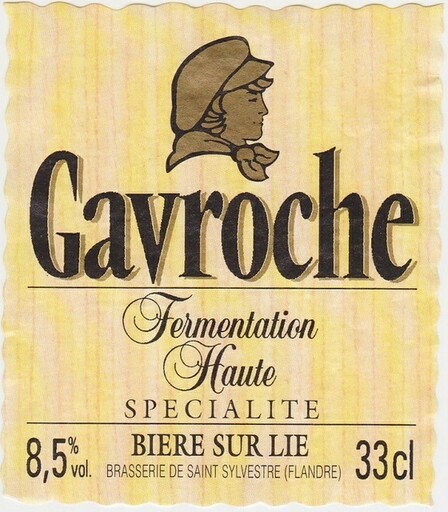 Gavroche
Fermentation
Haute
SPECIALITE
8,5% vol.
BIERE SUR LIE
BRASSERIE DE SAINT SYLVESTRE (FLANDRE)
33cl